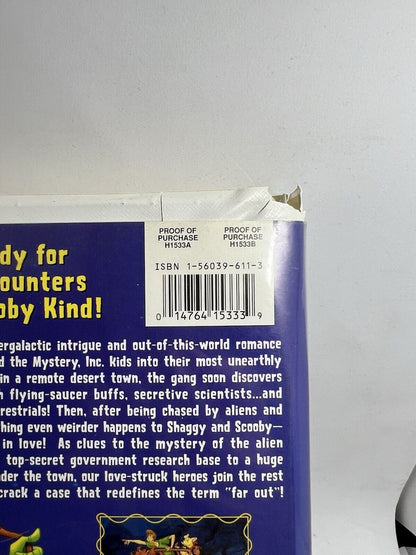 PROOF OF PURCHASE H1533A
PROOF OF PURCHASE H1533B
ISBN 1-56039-611-3
0 14764 15333 9
dy for
ounters
oby Kind!
ergalactic intrigue and out-of-this-world romance
d the Mystery, Inc. kids into their most unearthly
in a remote desert town, the gang soon discovers
h flying-saucer buffs, secretive scientists...and
restrials! Then, after being chased by aliens and
hing even weirder happens to Shaggy and Scooby—
in love! As clues to the mystery of the alien
top-secret government research base to a huge
nder the town, our love-struck heroes join the rest
crack a case that redefines the term "far out"!